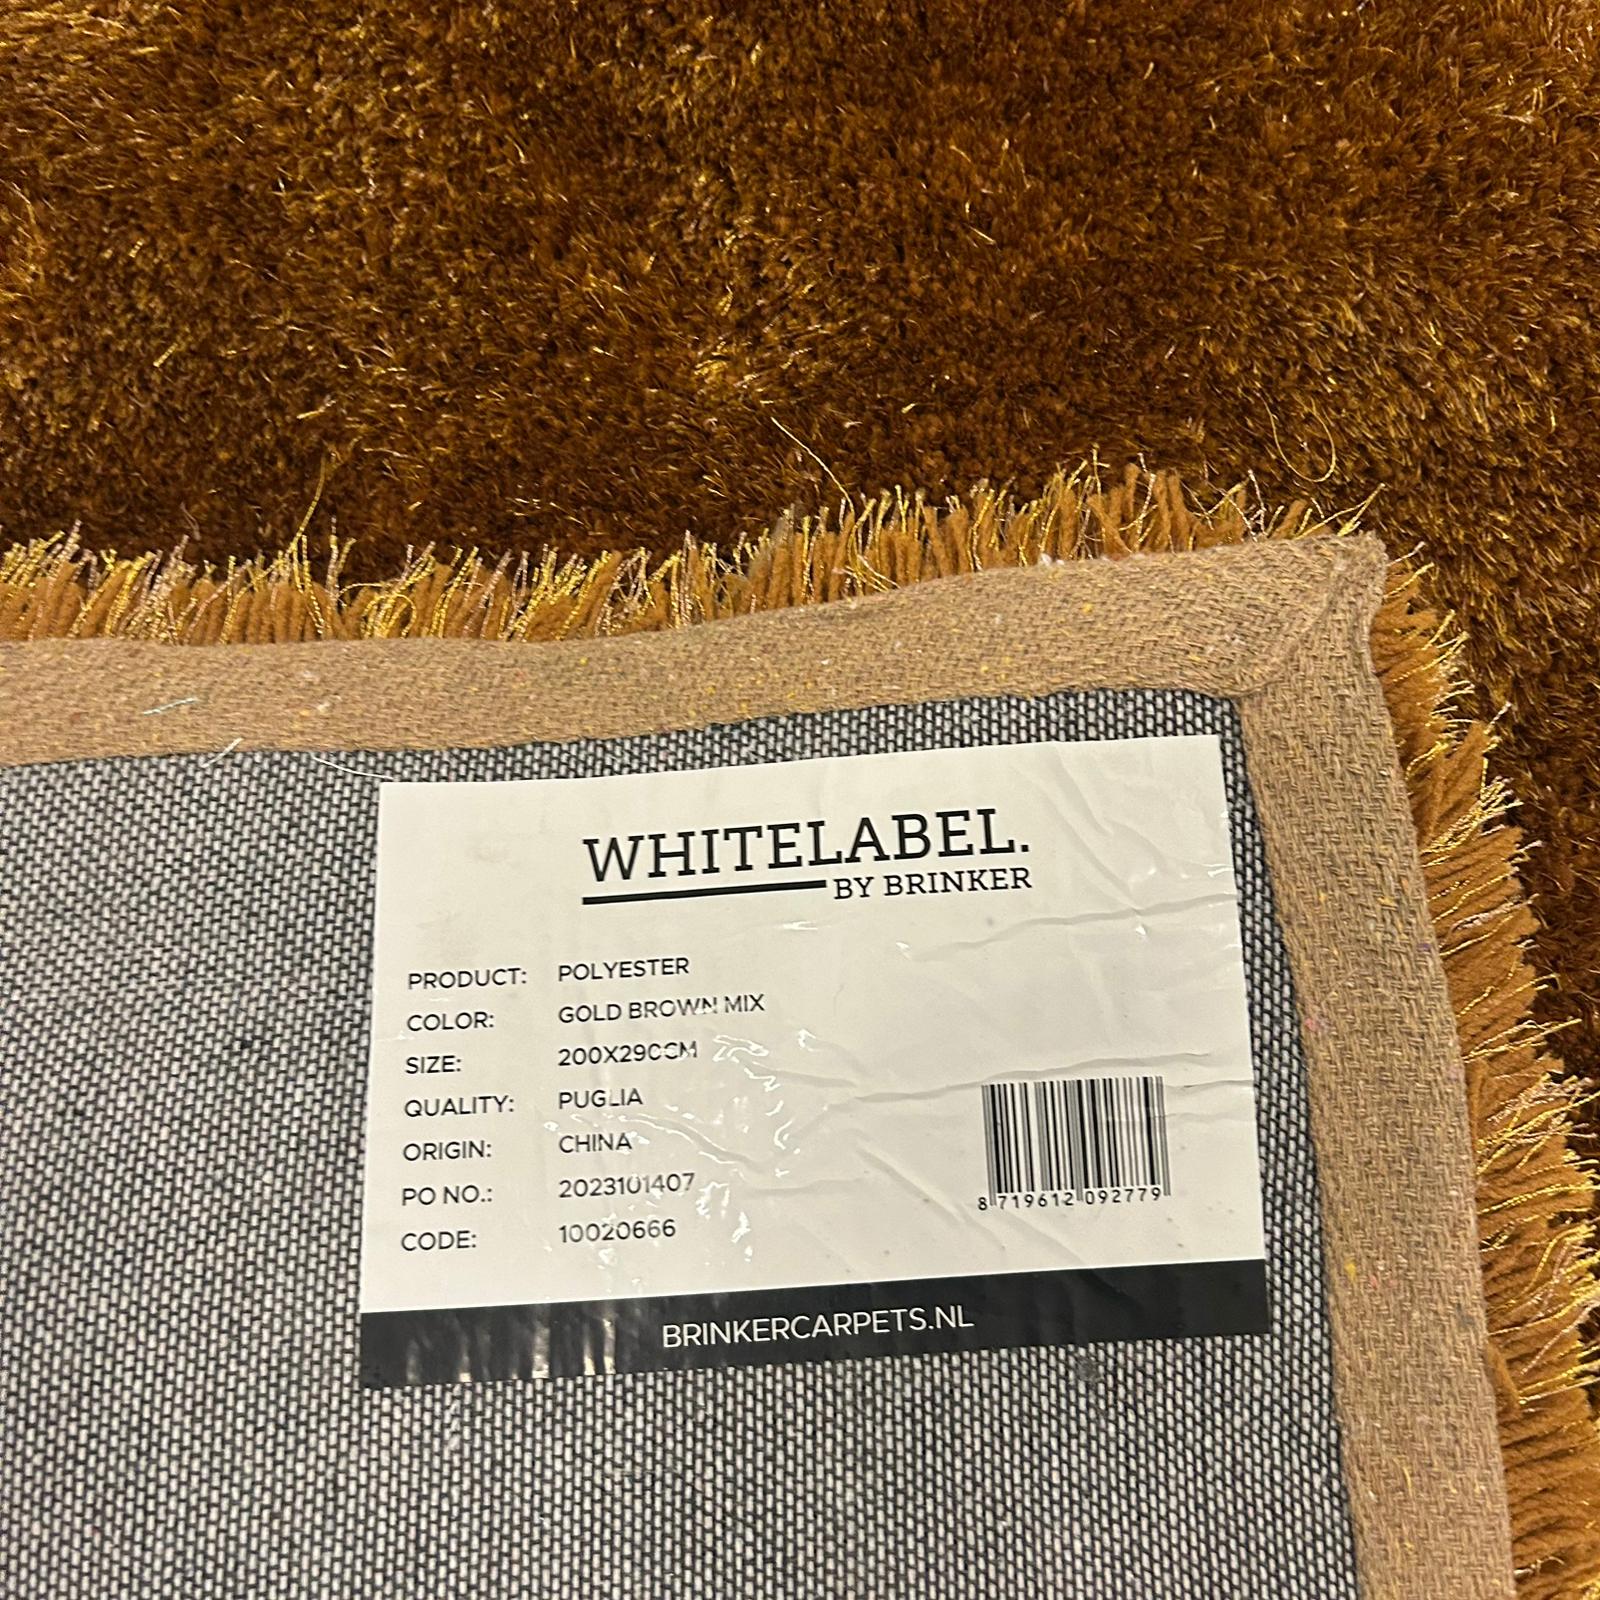 WHITELABEL.
BY BRINKER
PRODUCT: POLYESTER
COLOR: GOLD BROWN MIX
SIZE: 200X290CM
QUALITY: PUGLIA
ORIGIN: CHINA
PO NO.: 2023101407
CODE: 10020666
8 719612 092779
BRINKERCARPETS.NL